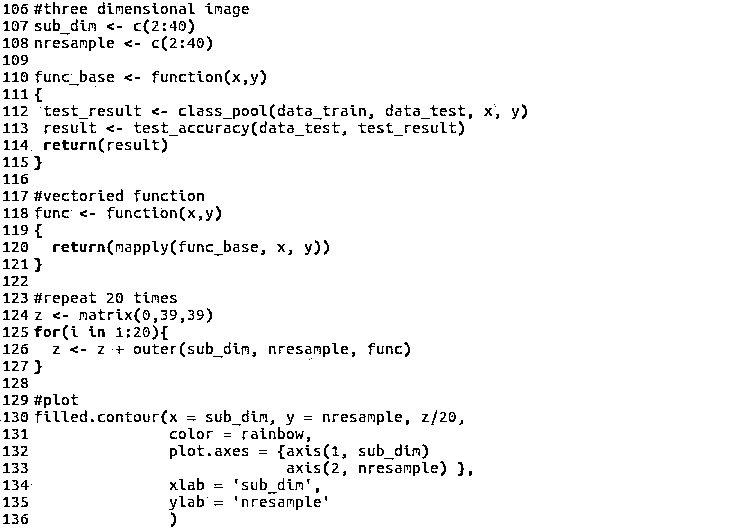 106 #three dimensional image
107 sub_dim <- c(2:40)
108 nresample <- c(2:40)
109
110 func_base <- function(x,y)
111 {
112  test_result <- class_pool(data_train, data_test, x, y)
113  result <- test_accuracy(data_test, test_result)
114  return(result)
115 }
116
117 #vectoried function
118 func <- function(x,y)
119 {
120   return(mapply(func_base, x, y))
121 }
122
123 #repeat 20 times
124 z <- matrix(0,39,39)
125 for(i in 1:20){
126   z <- z + outer(sub_dim, nresample, func)
127 }
128
129 #plot
130 filled.contour(x = sub_dim, y = nresample, z/20,
131                color = rainbow,
132                plot.axes = {axis(1, sub_dim)
133                             axis(2, nresample) },
134                xlab = 'sub_dim',
135                ylab = 'nresample'
136                )